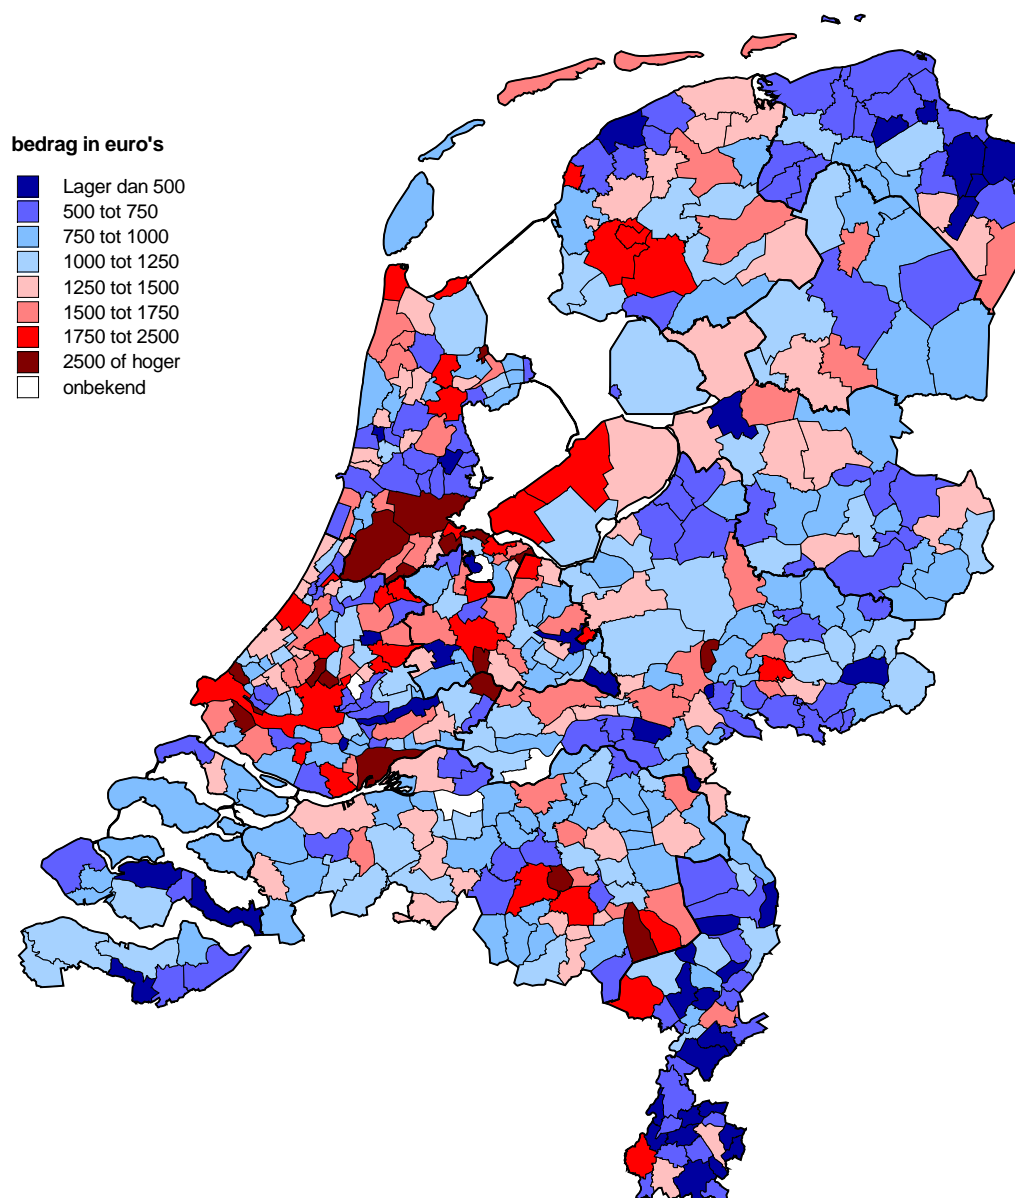 bedrag in euro's
Lager dan 500
500 tot 750
750 tot 1000
1000 tot 1250
1250 tot 1500
1500 tot 1750
1750 tot 2500
2500 of hoger
onbekend